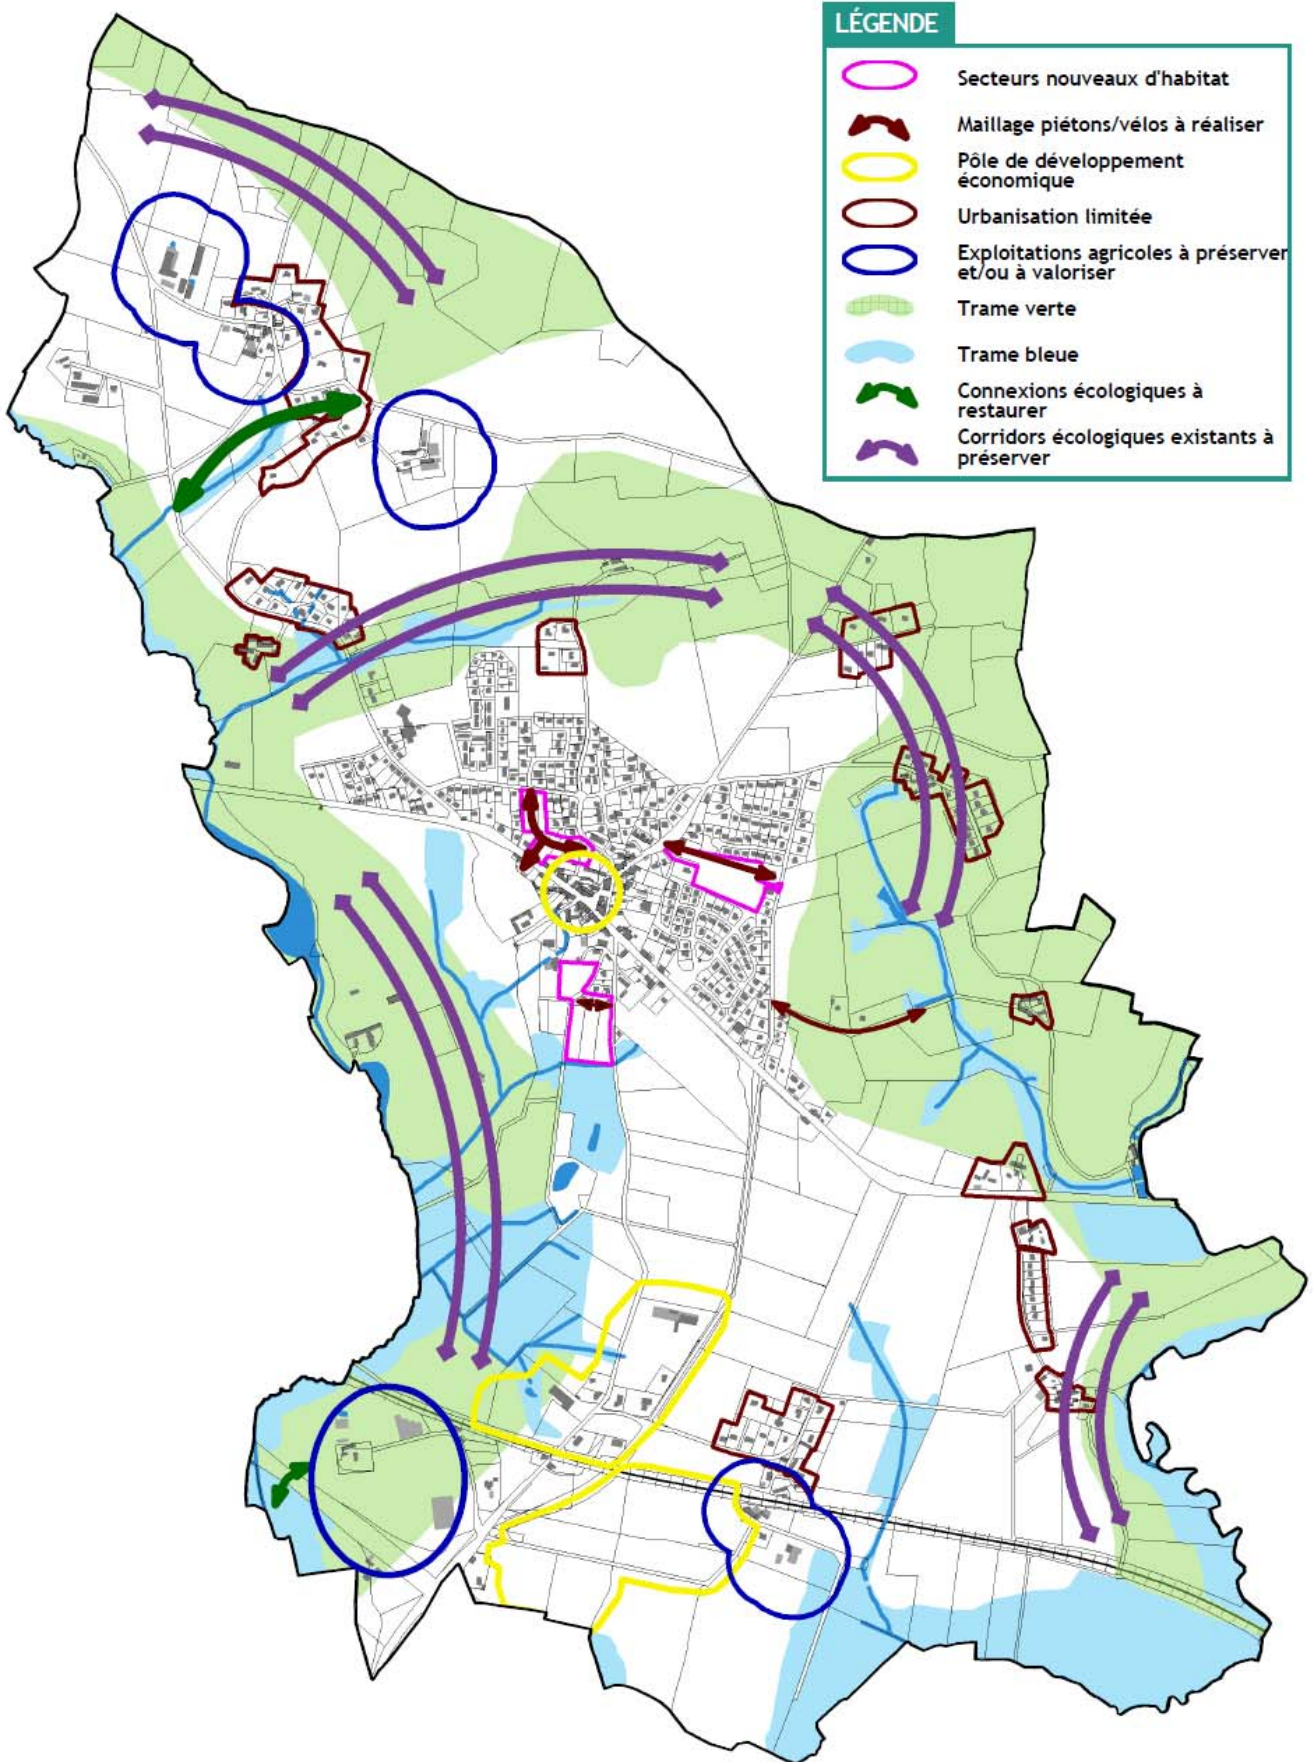 LÉGENDE
Secteurs nouveaux d'habitat
Maillage piétons/vélos à réaliser
Pôle de développement
économique
Urbanisation limitée
Exploitations agricoles à préserver
et/ou à valoriser
Trame verte
Trame bleue
Connexions écologiques à
restaurer
Corridors écologiques existants à
préserver